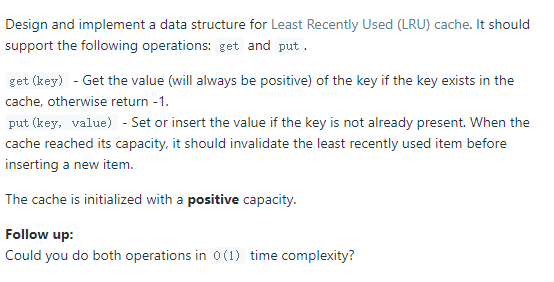 Design and implement a data structure for Least Recently Used (LRU) cache. It should
support the following operations: get and put .
get(key) - Get the value (will always be positive) of the key if the key exists in the
cache, otherwise return -1.
put(key, value) - Set or insert the value if the key is not already present. When the
cache reached its capacity, it should invalidate the least recently used item before
inserting a new item.
The cache is initialized with a positive capacity.
Follow up:
Could you do both operations in O(1) time complexity?